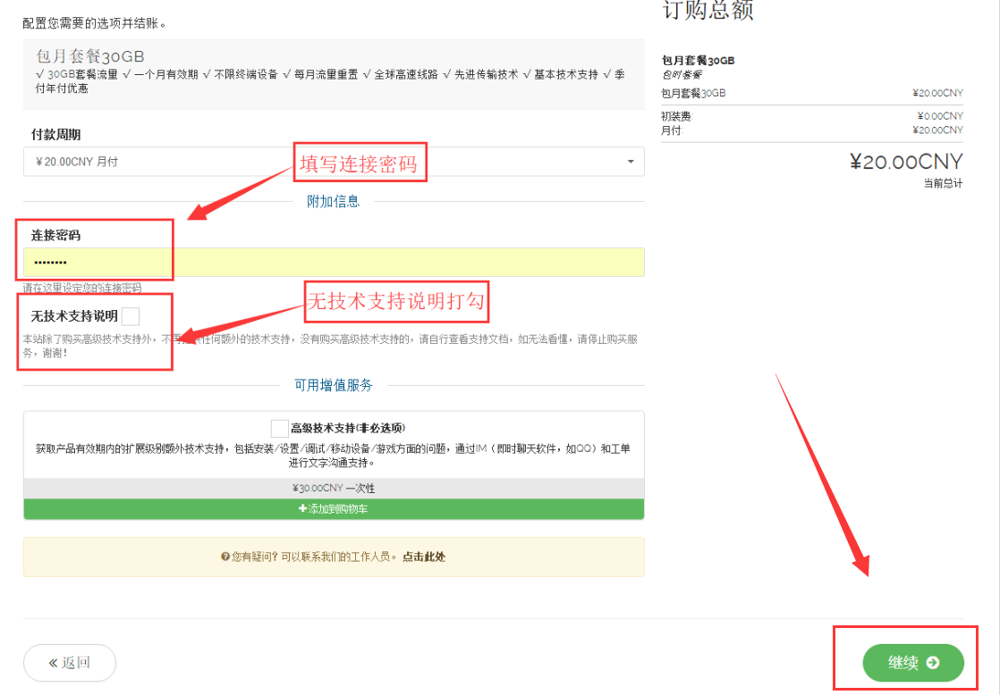 配置您需要的选项并结账。
包月套餐30GB
√ 30GB套餐流量 √ 一个月有效期 √ 不限终端设备 √ 每月流量重置 √ 全球高速线路 √ 先进传输技术 √ 基本技术支持 √ 季
付年付优惠
付款周期
¥20.00CNY 月付
填写连接密码
附加信息
连接密码
••••••••
请在这里设定您的连接密码
无技术支持说明打勾
无技术支持说明
本站除了购买高级技术支持外，不再 任何额外的技术支持，没有购买高级技术支持的，请自行查看支持文档，如无法看懂，请停止购买服
务，谢谢！
可用增值服务
高级技术支持(非必选项)
获取产品有效期内的扩展级别额外技术支持，包括安装/设置/调试/移动设备/游戏方面的问题，通过IM（即时聊天软件，如QQ）和工单
进行文字沟通支持。
¥30.00CNY 一次性
+添加到购物车
您有疑问？可以联系我们的工作人员。 点击此处
« 返回
订购总额
包月套餐30GB
包时套餐
包月套餐30GB ¥20.00CNY
初装费 ¥0.00CNY
月付: ¥20.00CNY
¥20.00CNY
当前总计
继续